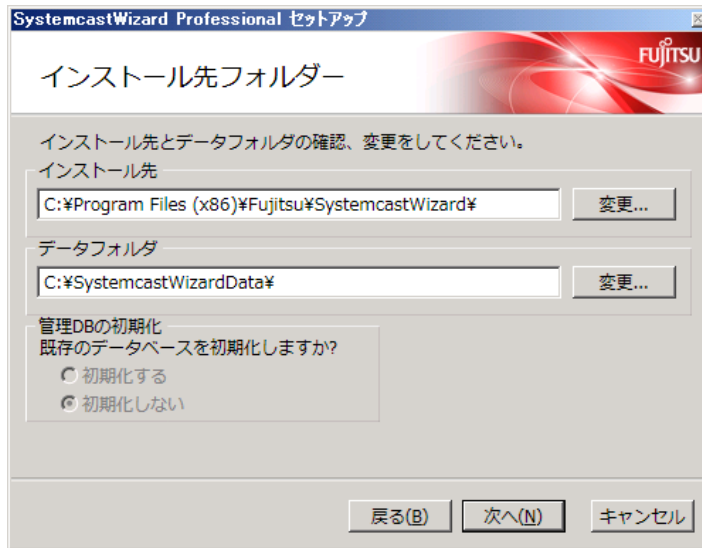 SystemcastWizard Professional セットアップ
FUJITSU
インストール先フォルダー
インストール先とデータフォルダの確認、変更をしてください。
インストール先
C:¥Program Files (x86)¥Fujitsu¥SystemcastWizard¥
変更...
データフォルダ
C:¥SystemcastWizardData¥
変更...
管理DBの初期化
既存のデータベースを初期化しますか?
初期化する
初期化しない
戻る(B)
次へ(N)
キャンセル